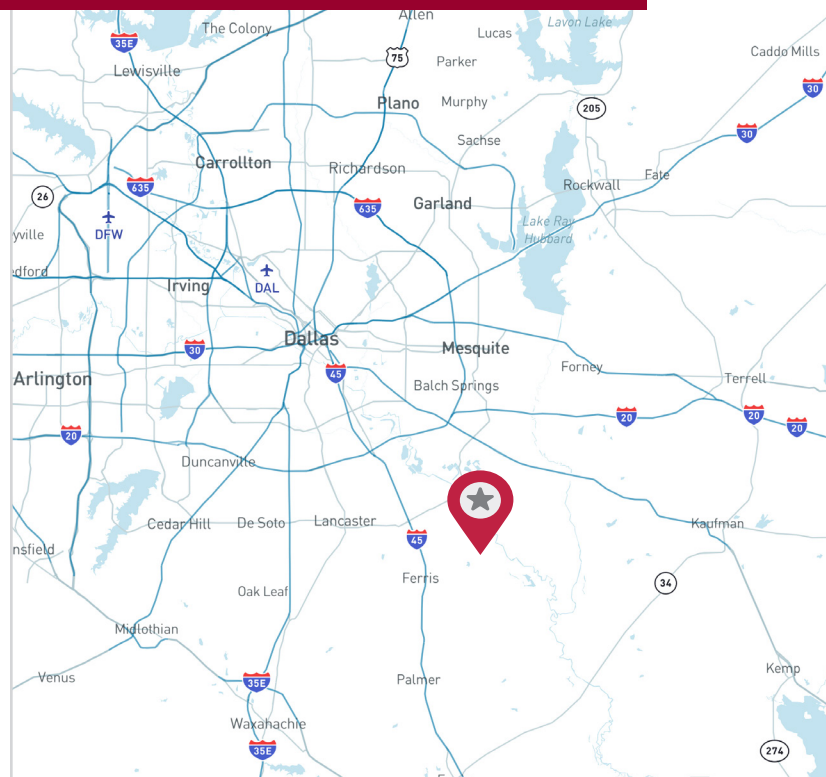 Allen
The Colony
Lucas
Lavon Lake
35E
75
Parker
Caddo Mills
Lewisville
30
Plano
Murphy
205
30
Sachse
Carrollton
Richardson
Fate
635
Rockwall
26
635
Garland
yville
DFW
Lake Ray
Hubbard
edford
Irving
DAL
Dallas
30
Mesquite
45
Forney
Arlington
Balch Springs
Terrell
20
20
20
20
Duncanville
Cedar Hill
De Soto
Lancaster
Kaufman
45
nsfield
Ferris
34
Oak Leaf
Midlothian
Venus
35E
Palmer
Kemp
Waxahachie
35E
274